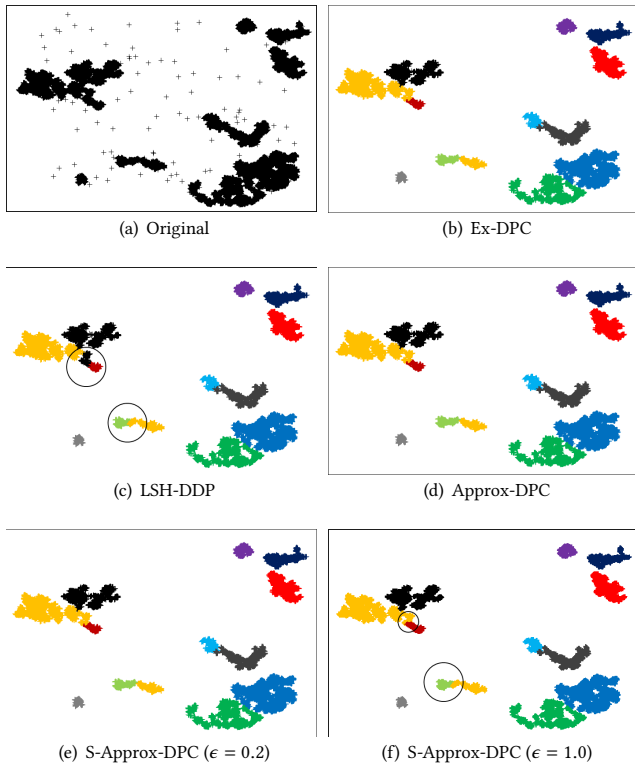 (a) Original
(b) Ex-DPC
(c) LSH-DDP
(d) Approx-DPC
(e) S-Approx-DPC (ϵ = 0.2)
(f) S-Approx-DPC (ϵ = 1.0)